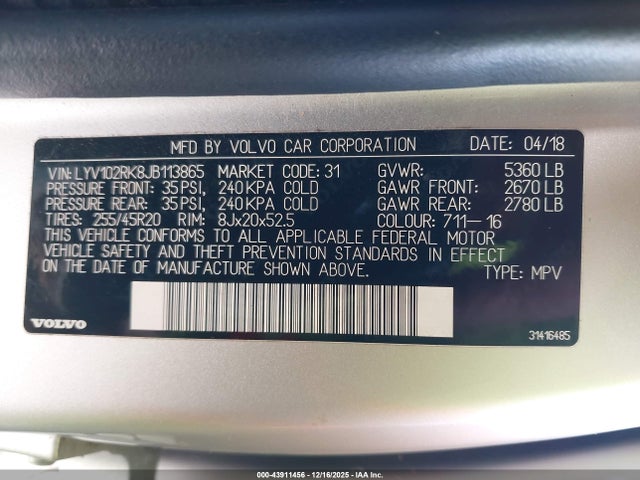 MFD BY VOLVO CAR CORPORATION DATE: 04/18
VIN: LYV102RK8JB113865 MARKET CODE: 31 GVWR: 5360 LB
PRESSURE FRONT: 35 PSI, 240 KPA COLD GAWR FRONT: 2670 LB
PRESSURE REAR: 35 PSI, 240 KPA COLD GAWR REAR: 2780 LB
TIRES: 255/45R20 RIM: 8Jx20x52.5 COLOUR: 711-16
THIS VEHICLE CONFORMS TO ALL APPLICABLE FEDERAL MOTOR
VEHICLE SAFETY AND THEFT PREVENTION STANDARDS IN EFFECT
ON THE DATE OF MANUFACTURE SHOWN ABOVE. TYPE: MPV
VOLVO 31416485
000-43911456 - 12/16/2025 - IAA Inc.